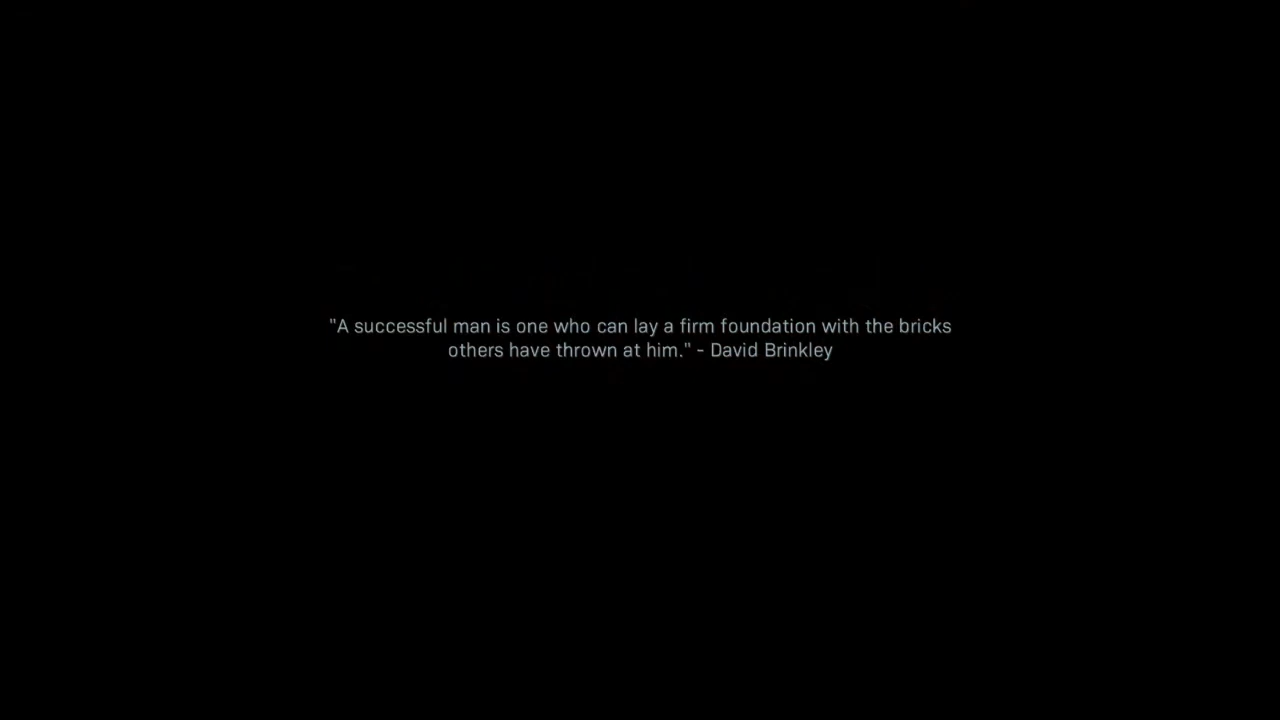 "A successful man is one who can lay a firm foundation with the bricks
others have thrown at him." - David Brinkley